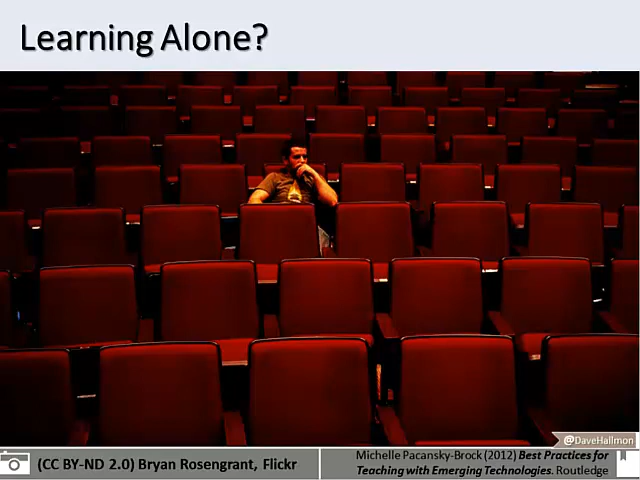 Learning Alone?
@DaveHallmon
(CC BY-ND 2.0) Bryan Rosengrant, Flickr
Michelle Pacansky-Brock (2012) Best Practices for
Teaching with Emerging Technologies. Routledge